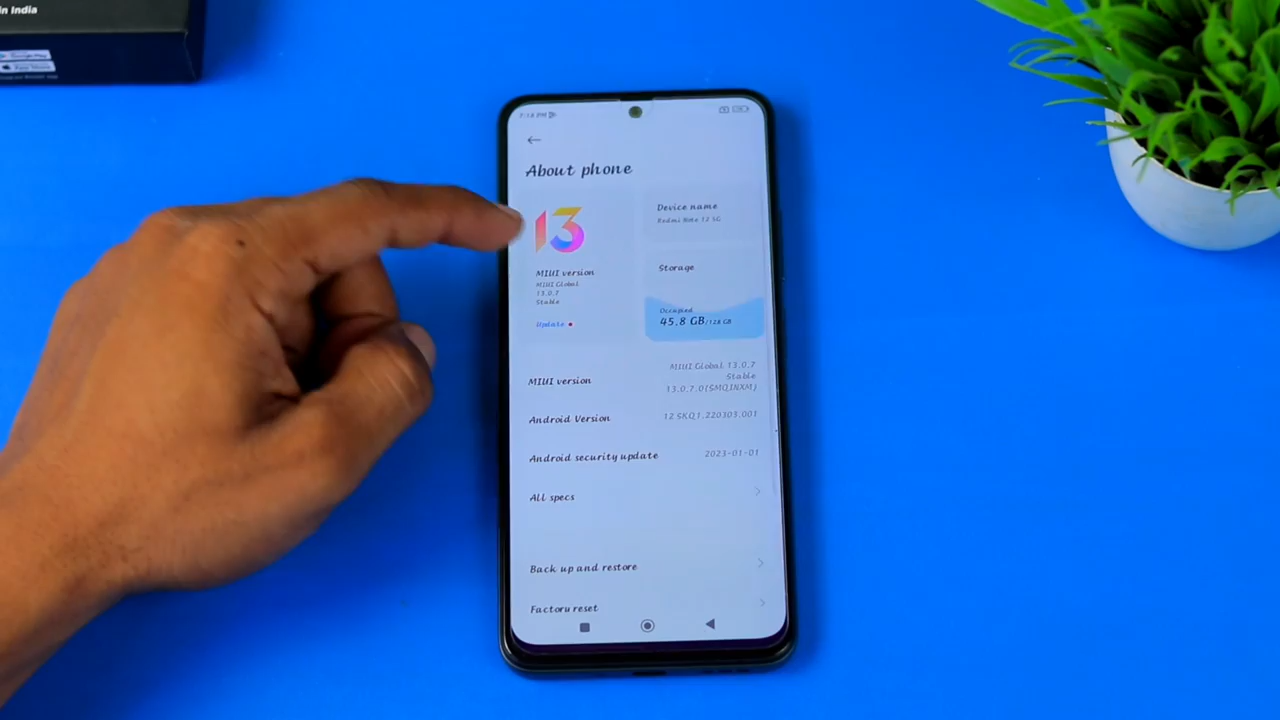 in India
7:18 PM
About phone
13
MIUI version
MIUI Global
13.0.7
Stable
Update
Device name
Redmi Note 12 5G
Storage
Occupied
45.8 GB/128 GB
MIUI version
MIUI Global 13.0.7
Stable
13.0.7.0(SMQINXM)
Android Version
12 SKQ1.220303.001
Android security update
2023-01-01
All specs
Back up and restore
Factory reset